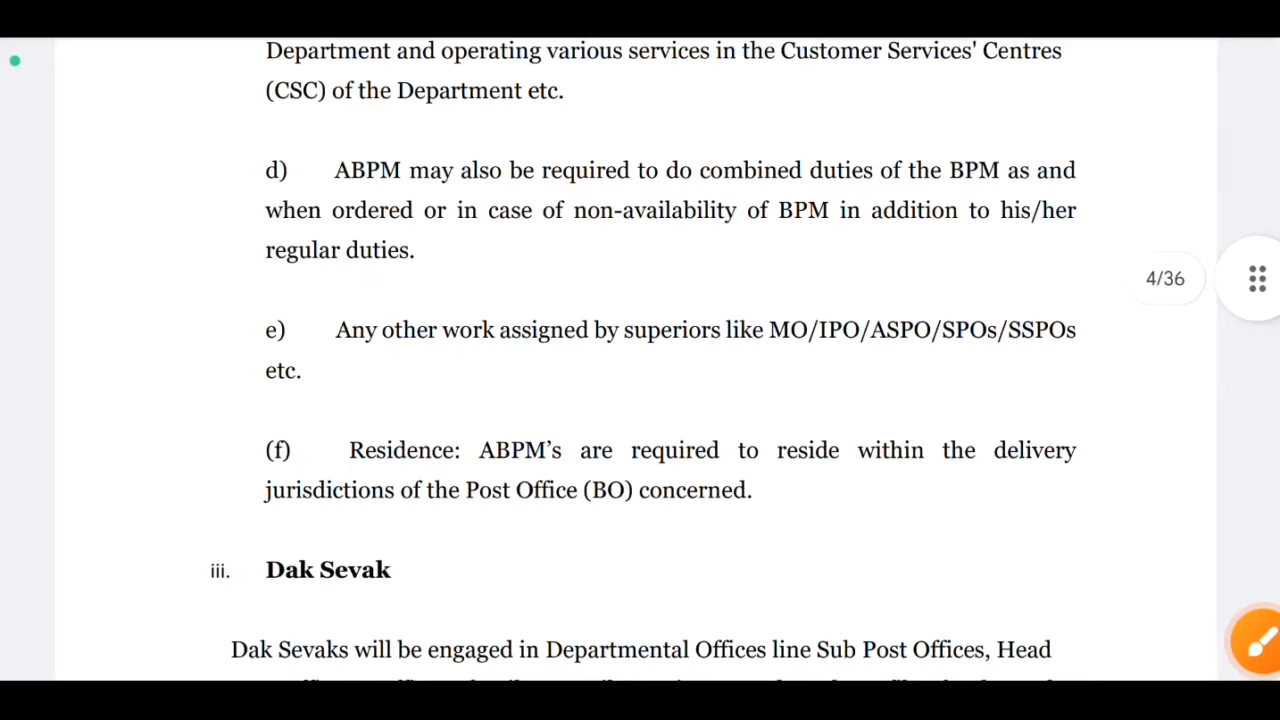 Department and operating various services in the Customer Services' Centres
(CSC) of the Department etc.
d) ABPM may also be required to do combined duties of the BPM as and
when ordered or in case of non-availability of BPM in addition to his/her
regular duties.
4/36
e) Any other work assigned by superiors like MO/IPO/ASPO/SPOs/SSPOs
etc.
(f) Residence: ABPM’s are required to reside within the delivery
jurisdictions of the Post Office (BO) concerned.
iii. Dak Sevak
Dak Sevaks will be engaged in Departmental Offices line Sub Post Offices, Head